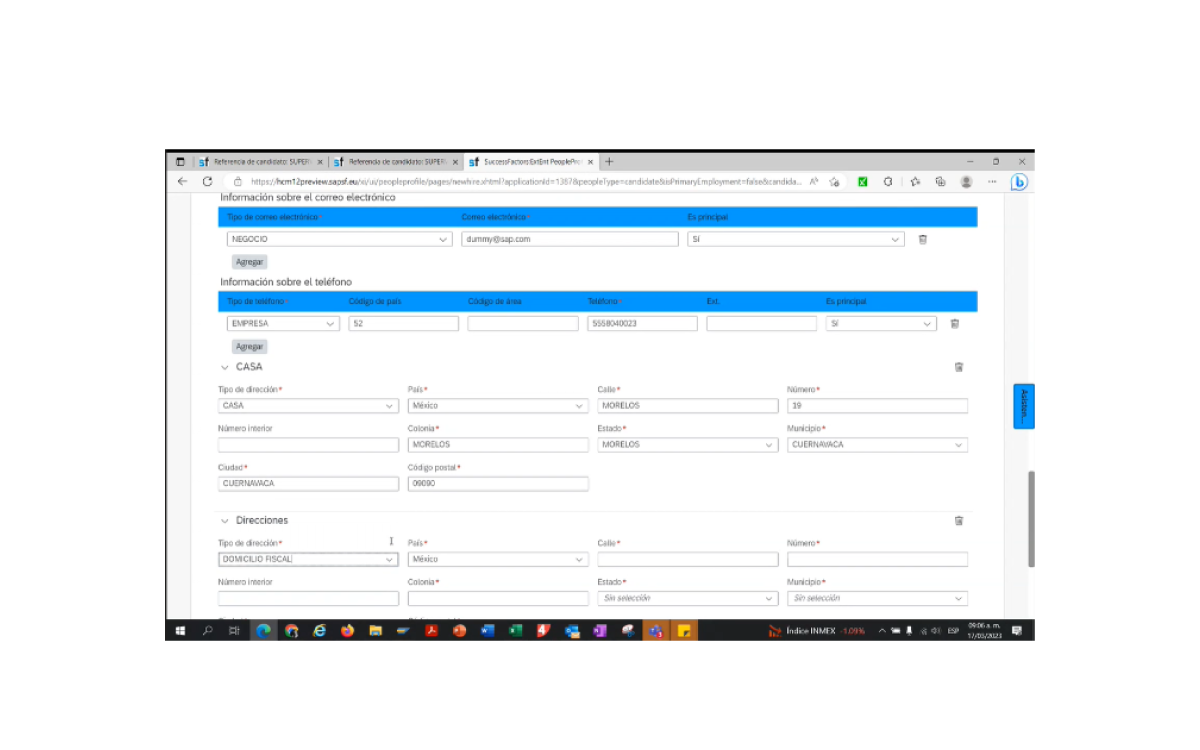 Referencia de candidato: SUPER Referencia de candidato: SUPER SuccessFactors:ExtEnt PeoplePro
https://hcm12preview.sapsf.eu/xi/ui/peopleprofile/pages/newhire.xhtml?applicationId=1367&peopleType=candidate&isPrimaryEmployment=false&candida...
Información sobre el correo electrónico
Tipo de correo electrónico* Correo electrónico* Es principal
NEGOCIO dummy@sap.com Sí
Agregar
Información sobre el teléfono
Tipo de teléfono* Código de país Código de área Teléfono* Ext. Es principal
EMPRESA 52 5558040023 Sí
Agregar
CASA
Tipo de dirección* País* Calle* Número*
CASA México MORELOS 19
Número interior Colonia* Estado* Municipio*
MORELOS MORELOS CUERNAVACA
Ciudad* Código postal*
CUERNAVACA 09090
Asisten...
Direcciones
Tipo de dirección* País* Calle* Número*
DOMICILIO FISCAL México
Número interior Colonia* Estado* Municipio*
Sin selección Sin selección
Índice INMEX -1.09% ESP 09:06 a. m.
17/03/2023